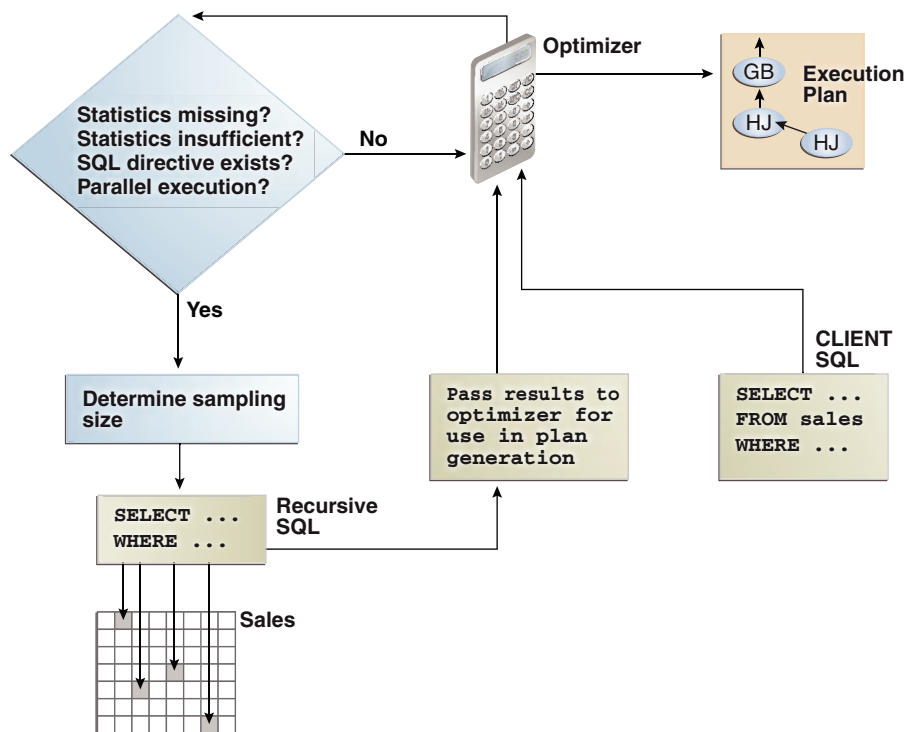 Optimizer
GB
HJ
HJ
Execution
Plan
Statistics missing?
Statistics insufficient?
SQL directive exists?
Parallel execution?
No
Yes
CLIENT
SQL
Determine sampling
size
Pass results to
optimizer for
use in plan
generation
SELECT ...
FROM sales
WHERE ...
Recursive
SQL
SELECT ...
WHERE ...
Sales